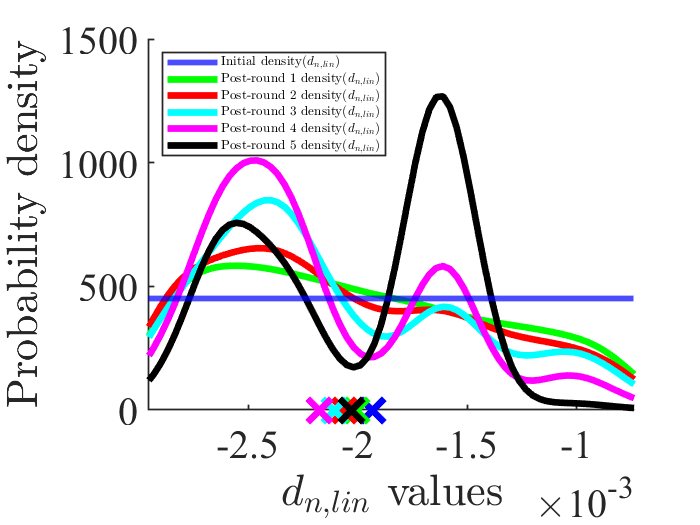 1500
1000
500
0
Probability density
Initial density(d_{n,lin})
Post-round 1 density(d_{n,lin})
Post-round 2 density(d_{n,lin})
Post-round 3 density(d_{n,lin})
Post-round 4 density(d_{n,lin})
Post-round 5 density(d_{n,lin})
-2.5 -2 -1.5 -1
d_{n,lin} values ×10^{-3}